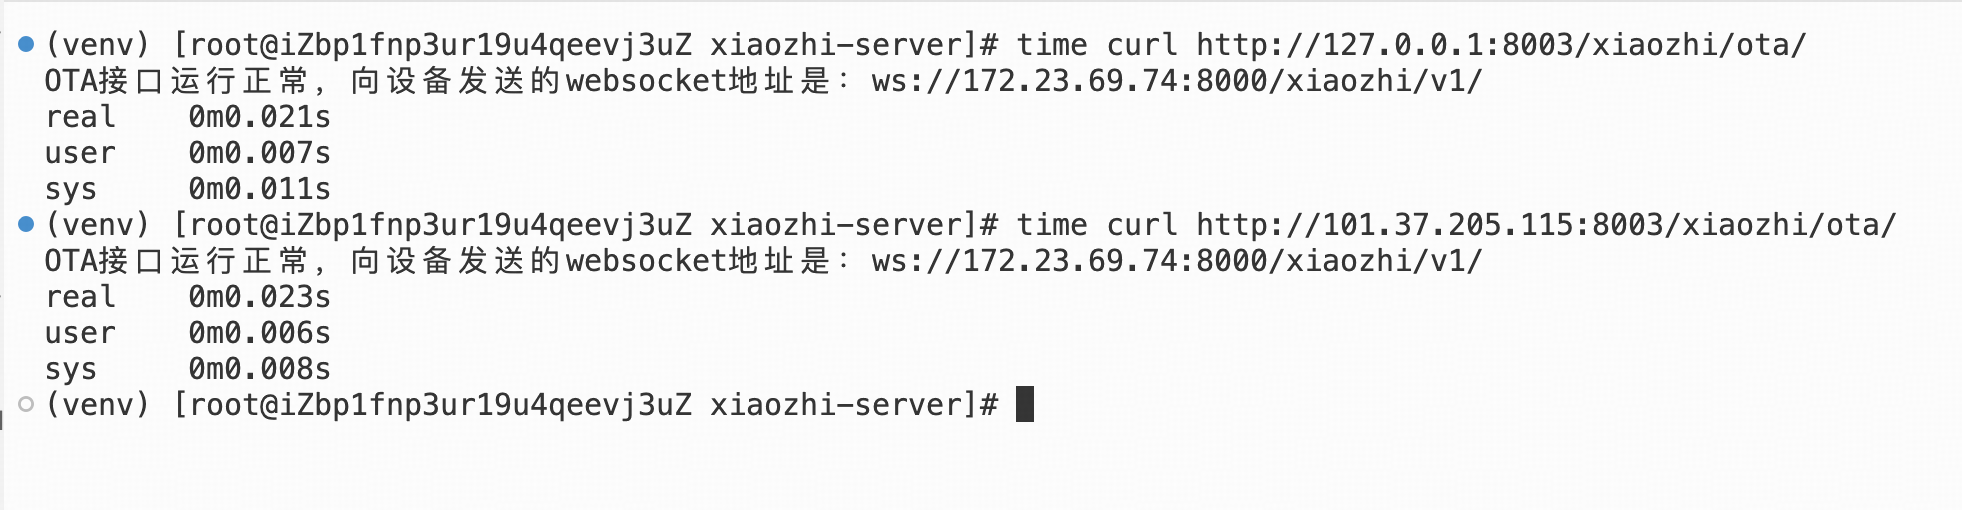 (venv) [root@iZbp1fnp3ur19u4qeevj3uZ xiaozhi-server]# time curl http://127.0.0.1:8003/xiaozhi/ota/
OTA接口运行正常，向设备发送的websocket地址是：ws://172.23.69.74:8000/xiaozhi/v1/
real    0m0.021s
user    0m0.007s
sys     0m0.011s
(venv) [root@iZbp1fnp3ur19u4qeevj3uZ xiaozhi-server]# time curl http://101.37.205.115:8003/xiaozhi/ota/
OTA接口运行正常，向设备发送的websocket地址是：ws://172.23.69.74:8000/xiaozhi/v1/
real    0m0.023s
user    0m0.006s
sys     0m0.008s
(venv) [root@iZbp1fnp3ur19u4qeevj3uZ xiaozhi-server]#